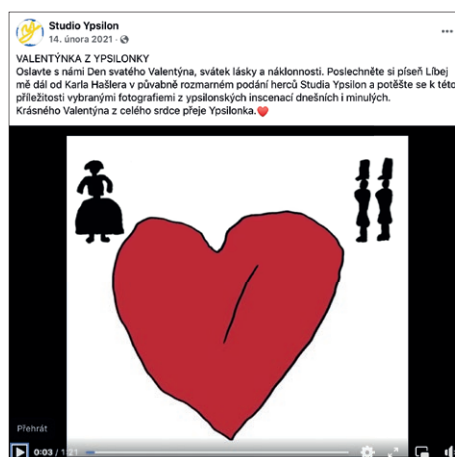 Studio Ypsilon
14. února 2021 ·
VALENTÝNKA Z YPSILONKY
Oslavte s námi Den svatého Valentýna, svátek lásky a náklonnosti. Poslechněte si píseň Líbej
mě dál od Karla Hašlera v půvabně rozmarném podání herců Studia Ypsilon a potěšte se k této
příležitosti vybranými fotografiemi z ypsilonských inscenací dnešních i minulých.
Krásného Valentýna z celého srdce přeje Ypsilonka.❤️
Přehrát
0:03 / 1:21